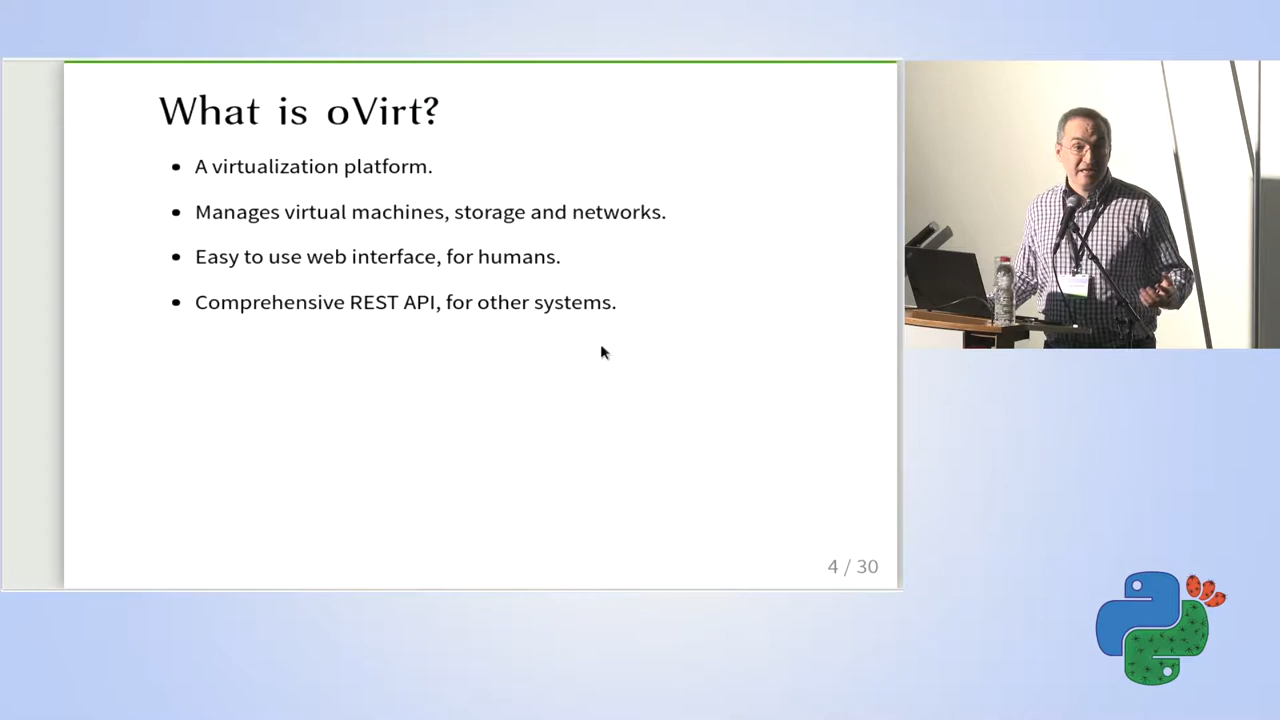 What is oVirt?
• A virtualization platform.
• Manages virtual machines, storage and networks.
• Easy to use web interface, for humans.
• Comprehensive REST API, for other systems.
4 / 30